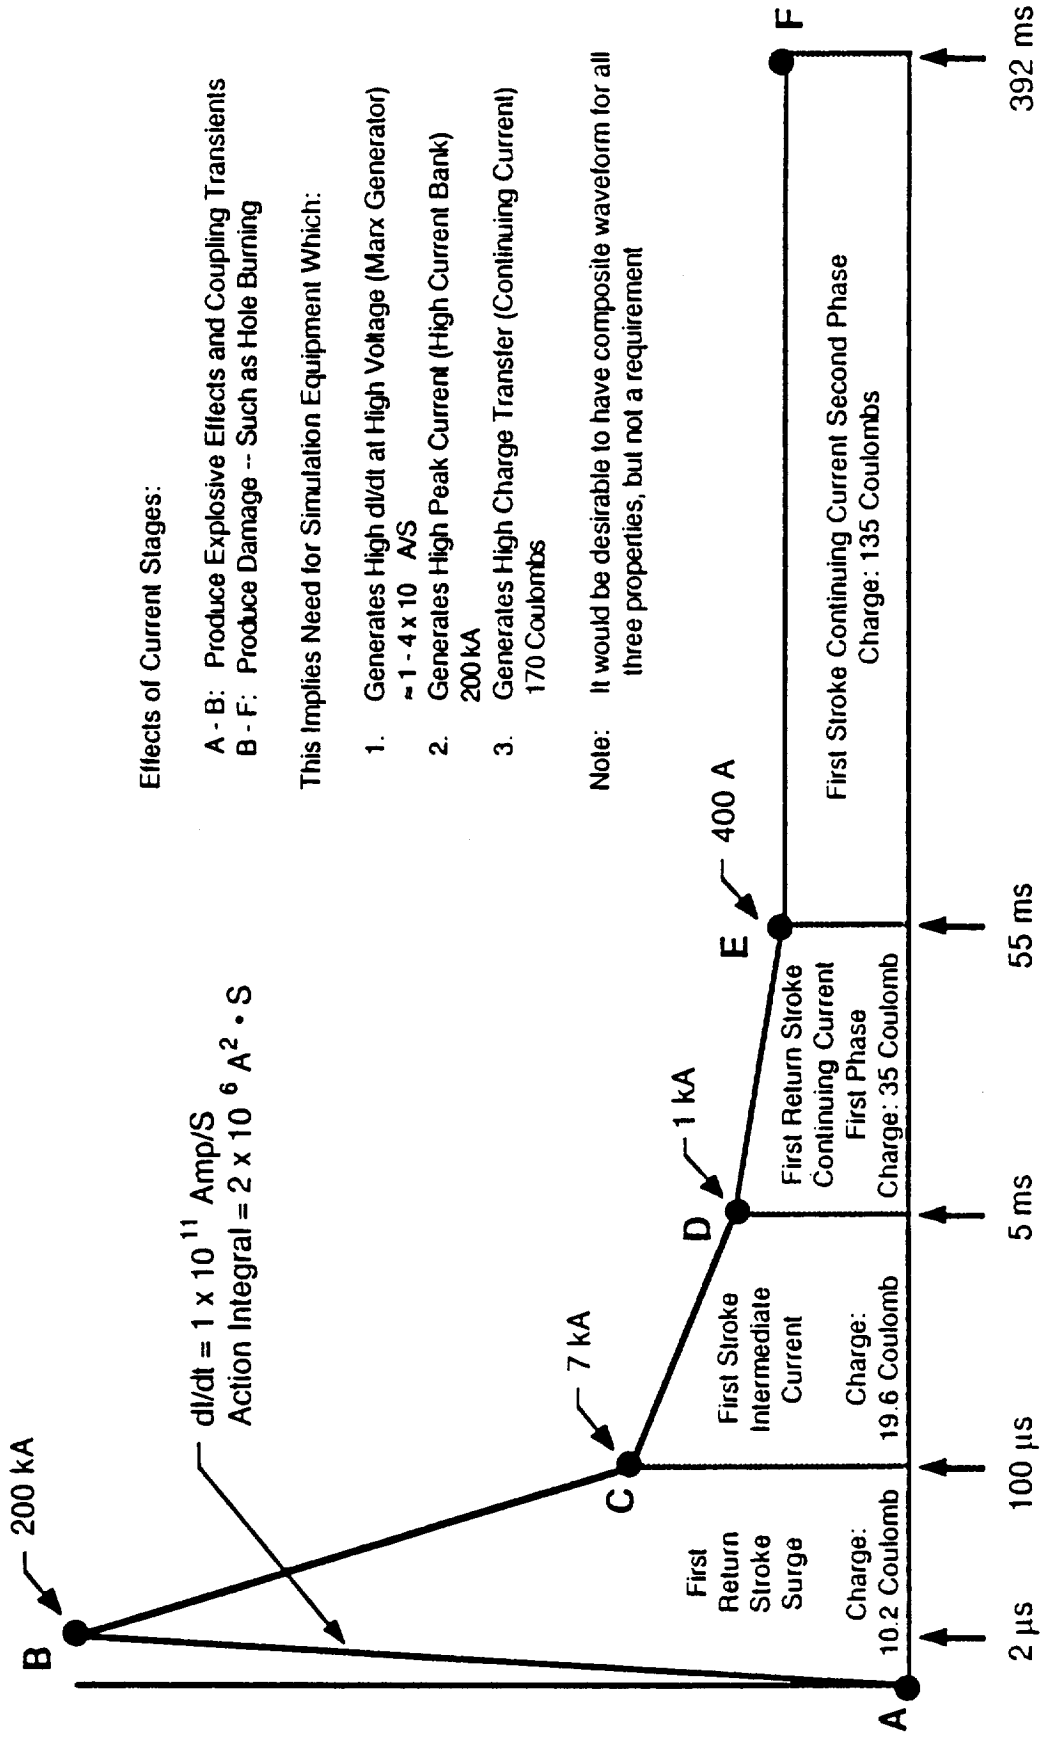 Effects of Current Stages:
A - B: Produce Explosive Effects and Coupling Transients
B - F: Produce Damage -- Such as Hole Burning
This Implies Need for Simulation Equipment Which:
1. Generates High dI/dt at High Voltage (Marx Generator)
≈ 1 - 4 x 10 A/S
2. Generates High Peak Current (High Current Bank)
200 kA
3. Generates High Charge Transfer (Continuing Current)
170 Coulombs
Note: It would be desirable to have composite waveform for all
three properties, but not a requirement
B
200 kA
dI/dt = 1 x 10^11 Amp/S
Action Integral = 2 x 10^6 A^2 • S
C
7 kA
D
1 kA
E
400 A
F
First
Return
Stroke
Surge
Charge:
10.2 Coulomb
First Stroke
Intermediate
Current
Charge:
19.6 Coulomb
First Return Stroke
Continuing Current
First Phase
Charge: 35 Coulomb
First Stroke Continuing Current Second Phase
Charge: 135 Coulombs
A
2 µs
100 µs
5 ms
55 ms
392 ms